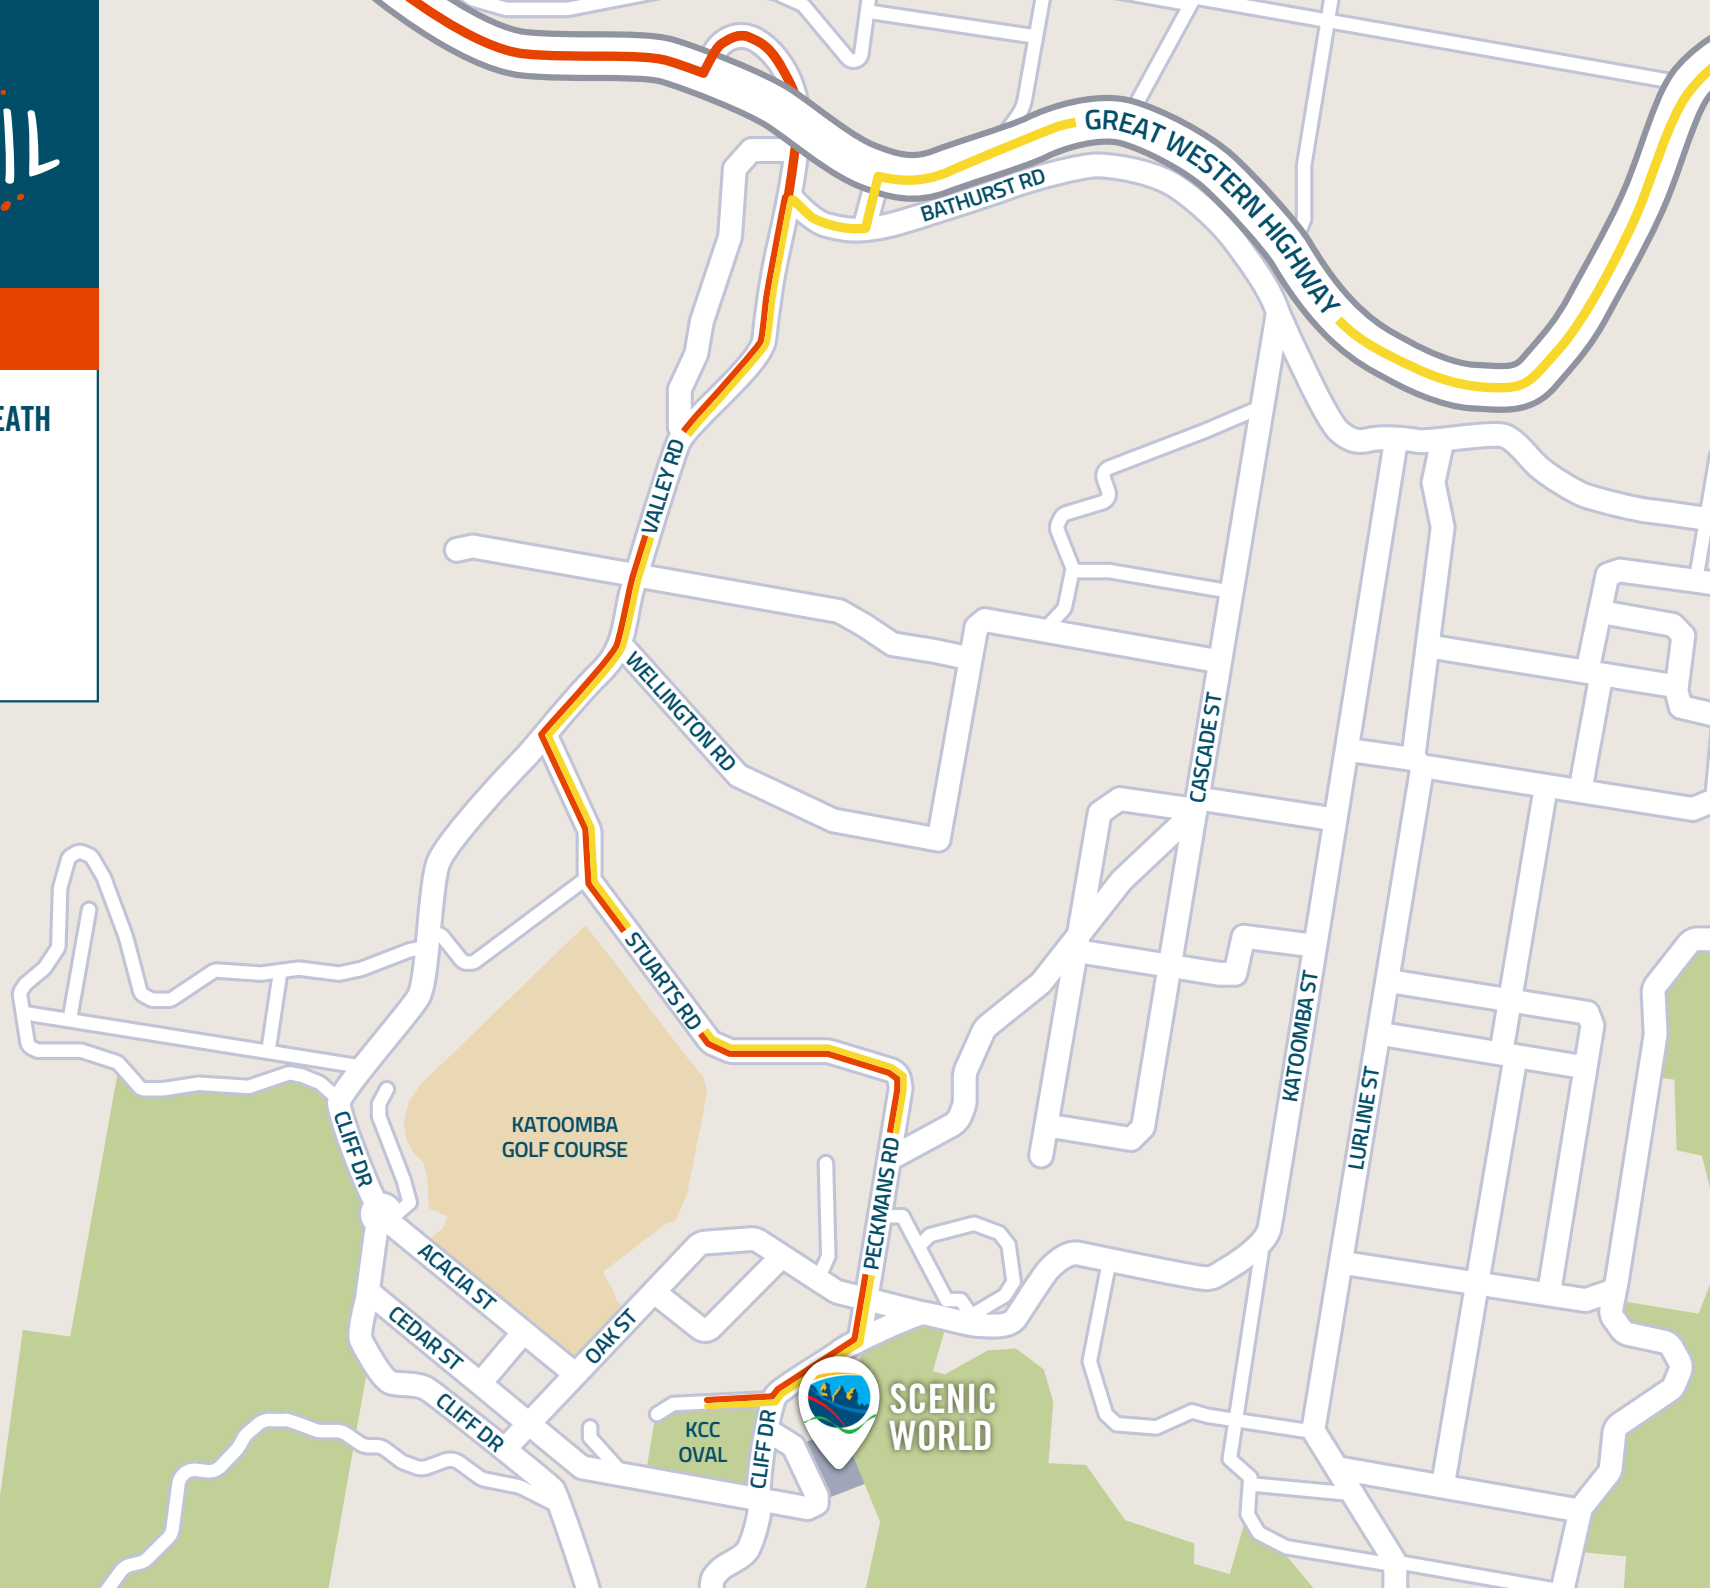 IL
EATH
GREAT WESTERN HIGHWAY
BATHURST RD
VALLEY RD
WELLINGTON RD
CASCADE ST
STUARTS RD
KATOOMBA ST
LURLINE ST
KATOOMBA
GOLF COURSE
CLIFF DR
PECKMANS RD
ACACIA ST
CEDAR ST
OAK ST
CLIFF DR
KCC
OVAL
CLIFF DR
SCENIC
WORLD